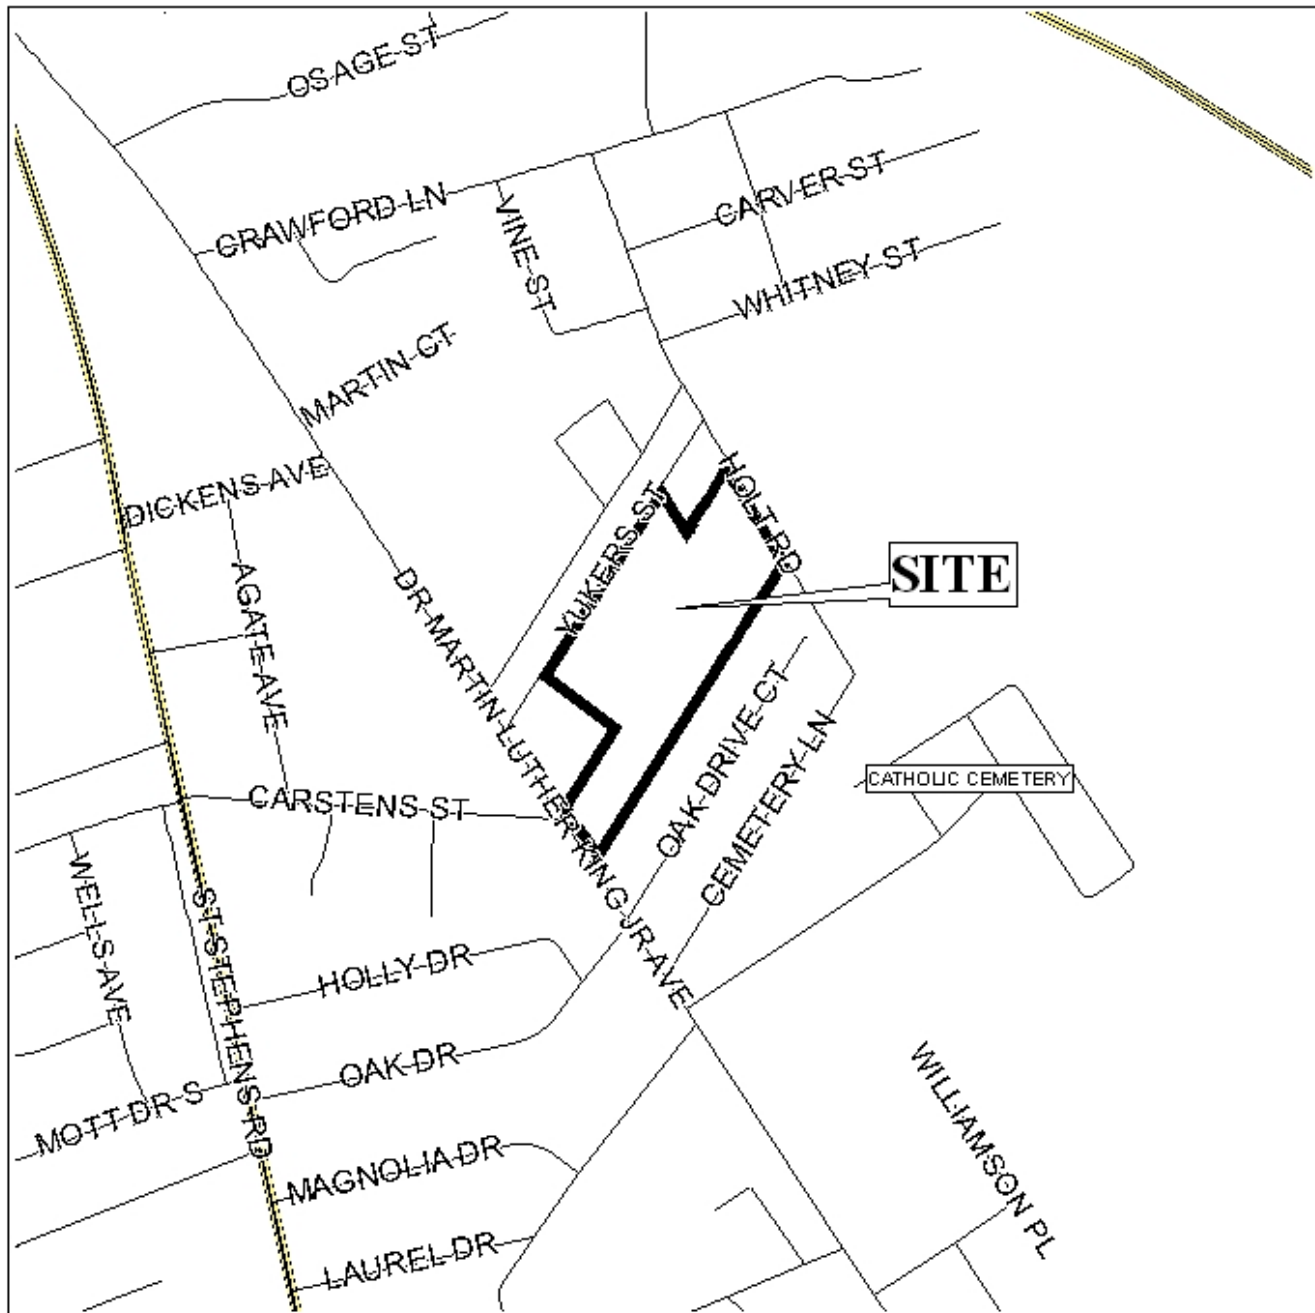 OSAGE ST
CRAWFORD LN
VINE ST
CARVER ST
WHITNEY ST
MARTIN CT
DICKENS AVE
YUKERS ST
HOLT RD
SITE
AGATE AVE
DR MARTIN LUTHER KING JR AVE
OAK DRIVE CT
CEMETERY LN
CATHOLIC CEMETERY
CARSTENS ST
WELLS AVE
ST STEPHENS RD
HOLLY DR
OAK DR
MOTT DR S
MAGNOLIA DR
LAUREL DR
WILLIAMSON PL